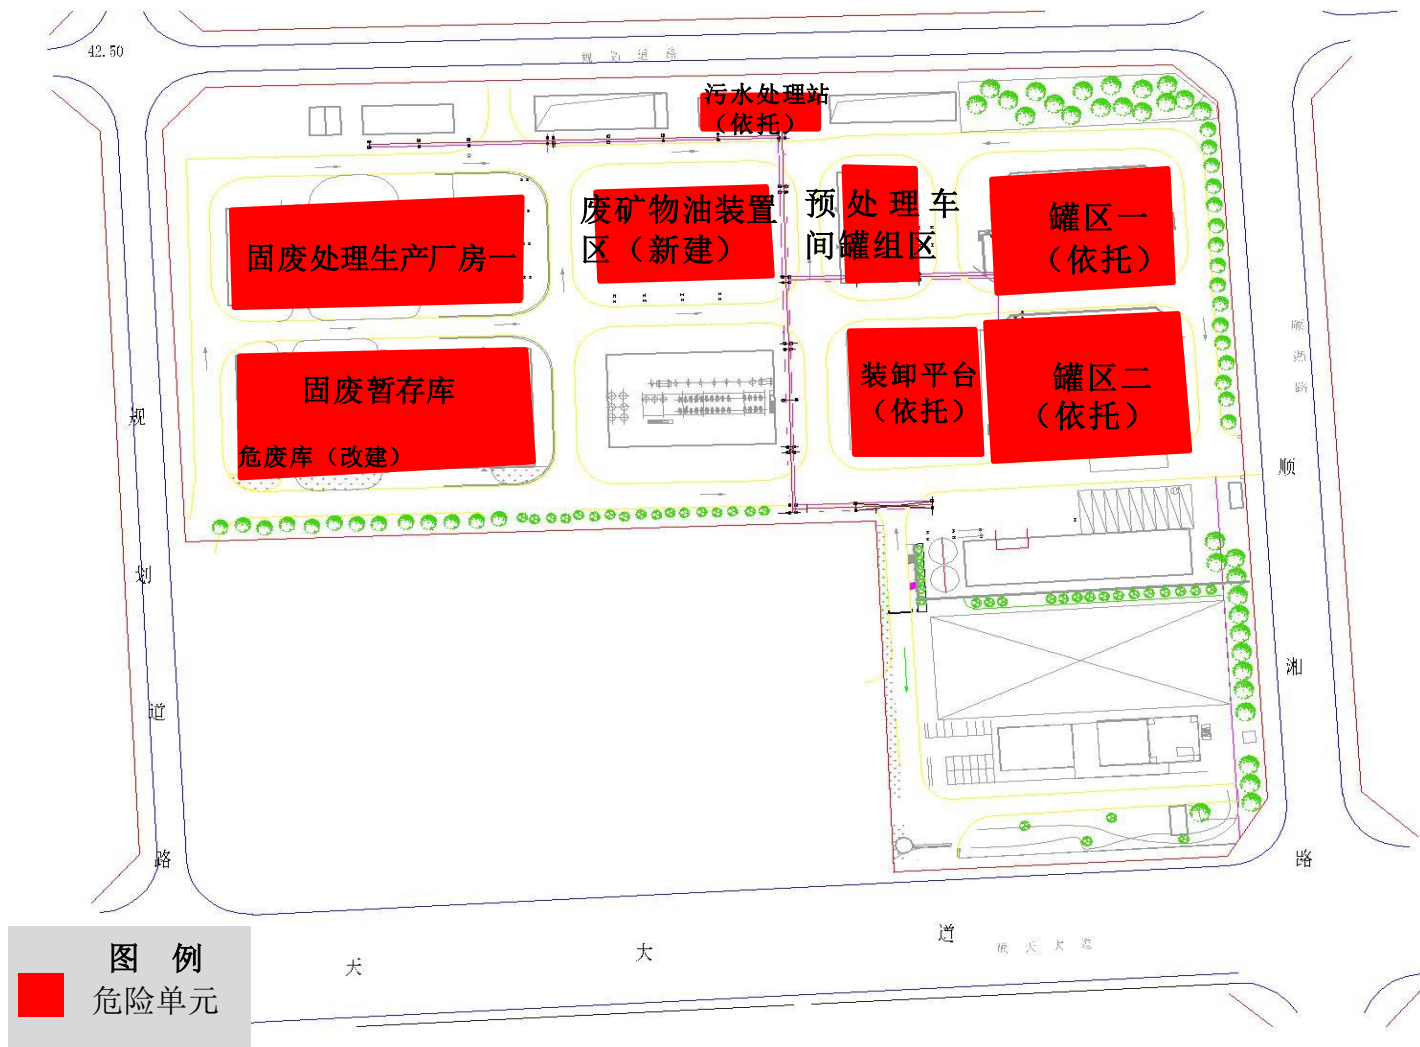 42.50
规划道路
污水处理站
（依托）
废矿物油装置
区（新建）
预处理车
间罐组区
罐区一
（依托）
固废处理生产厂房一
固废暂存库
危废库（改建）
装卸平台
（依托）
罐区二
（依托）
规
划
道
路
顺
湘
路
大
道
图 例
危险单元